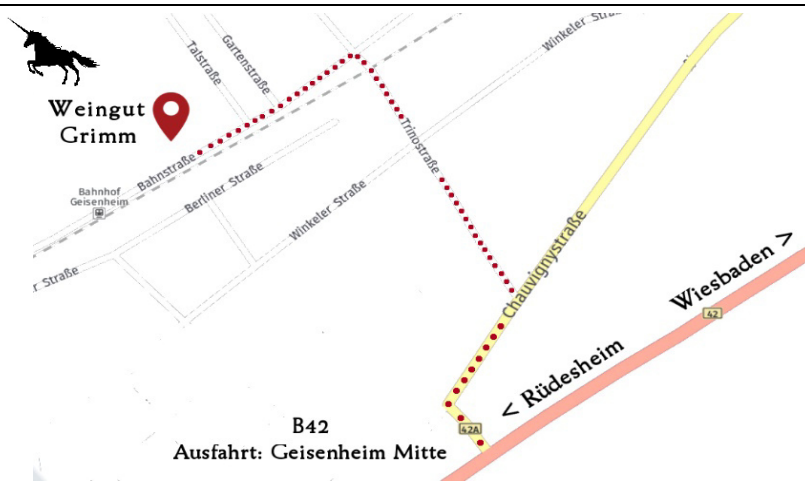 Winkeler Straß
Gartenstraße
Talstraße
Weingut
Grimm
Trinostraße
Bahnstraße
Bahnhof
Geisenheim
Berliner Straße
Winkeler Straße
Chauvignystraße
r Straße
Wiesbaden >
42
< Rüdesheim
B42
42A
Ausfahrt: Geisenheim Mitte